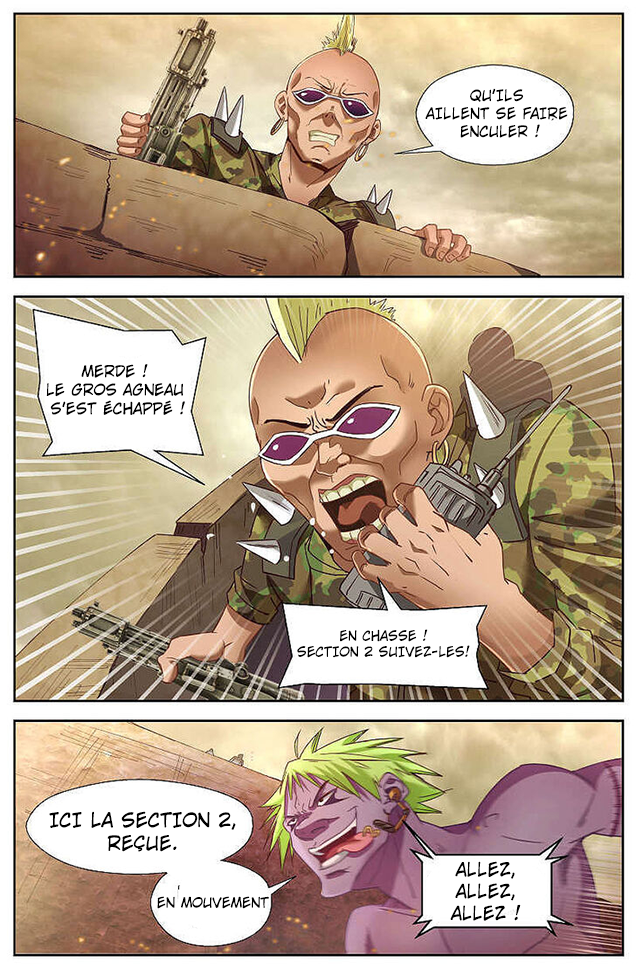 QU'ILS
AILLENT SE FAIRE
ENCULER !
MERDE !
LE GROS AGNEAU
S'EST ÉCHAPPÉ !
EN CHASSE !
SECTION 2 SUIVEZ-LES!
ICI LA SECTION 2,
REÇUE.
EN MOUVEMENT
ALLEZ,
ALLEZ,
ALLEZ !